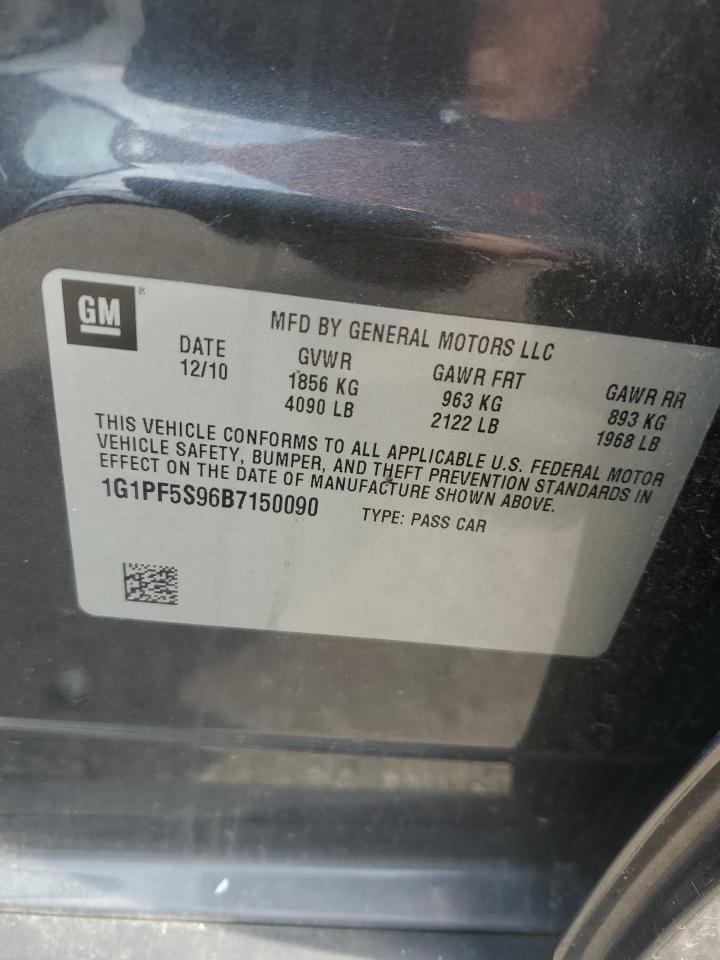 GM®
MFD BY GENERAL MOTORS LLC
DATE GVWR GAWR FRT GAWR RR
12/10 1856 KG 963 KG 893 KG
4090 LB 2122 LB 1968 LB
THIS VEHICLE CONFORMS TO ALL APPLICABLE U.S. FEDERAL MOTOR
VEHICLE SAFETY, BUMPER, AND THEFT PREVENTION STANDARDS IN
EFFECT ON THE DATE OF MANUFACTURE SHOWN ABOVE.
1G1PF5S96B7150090 TYPE: PASS CAR